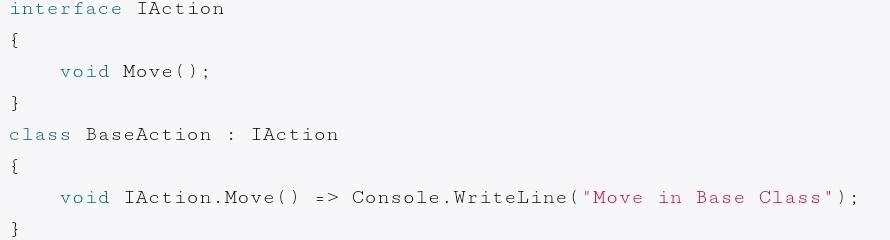 interface IAction
{
    void Move();
}
class BaseAction : IAction
{
    void IAction.Move() => Console.WriteLine("Move in Base Class");
}